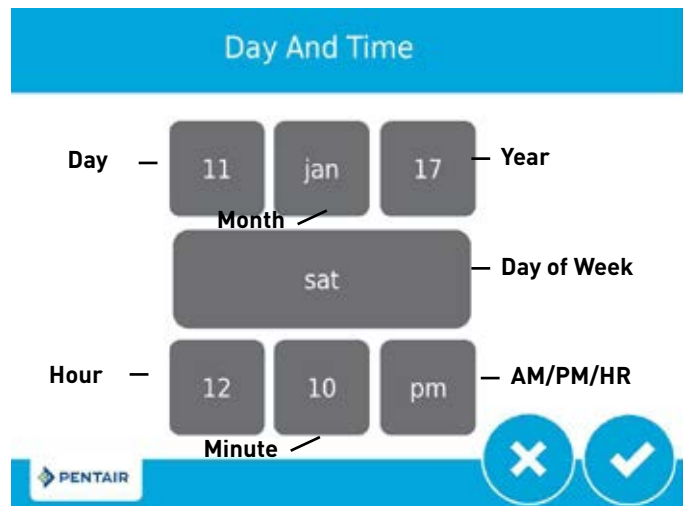 Day And Time
Day 11 jan 17 Year
Month
sat Day of Week
Hour 12 10 pm AM/PM/HR
Minute
PENTAIR